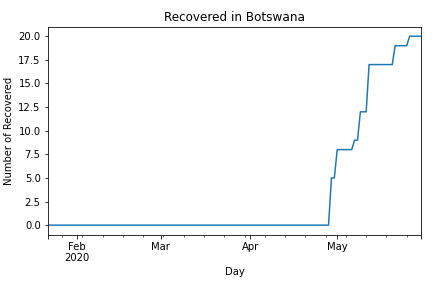 Recovered in Botswana
Number of Recovered
20.0
17.5
15.0
12.5
10.0
7.5
5.0
2.5
0.0
Feb
2020
Mar
Apr
May
Day